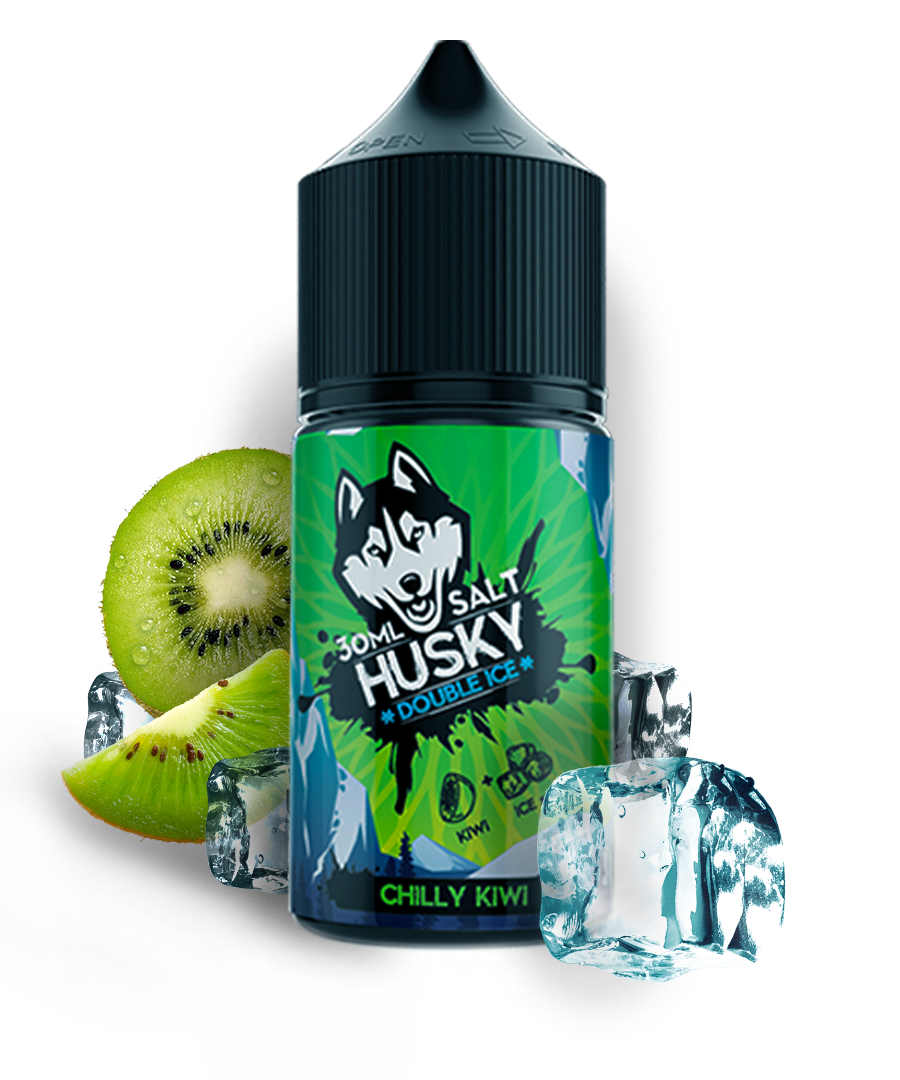 OPEN
30ML SALT
HUSKY
* DOUBLE ICE *
KIWI + ICE
CHILLY KIWI